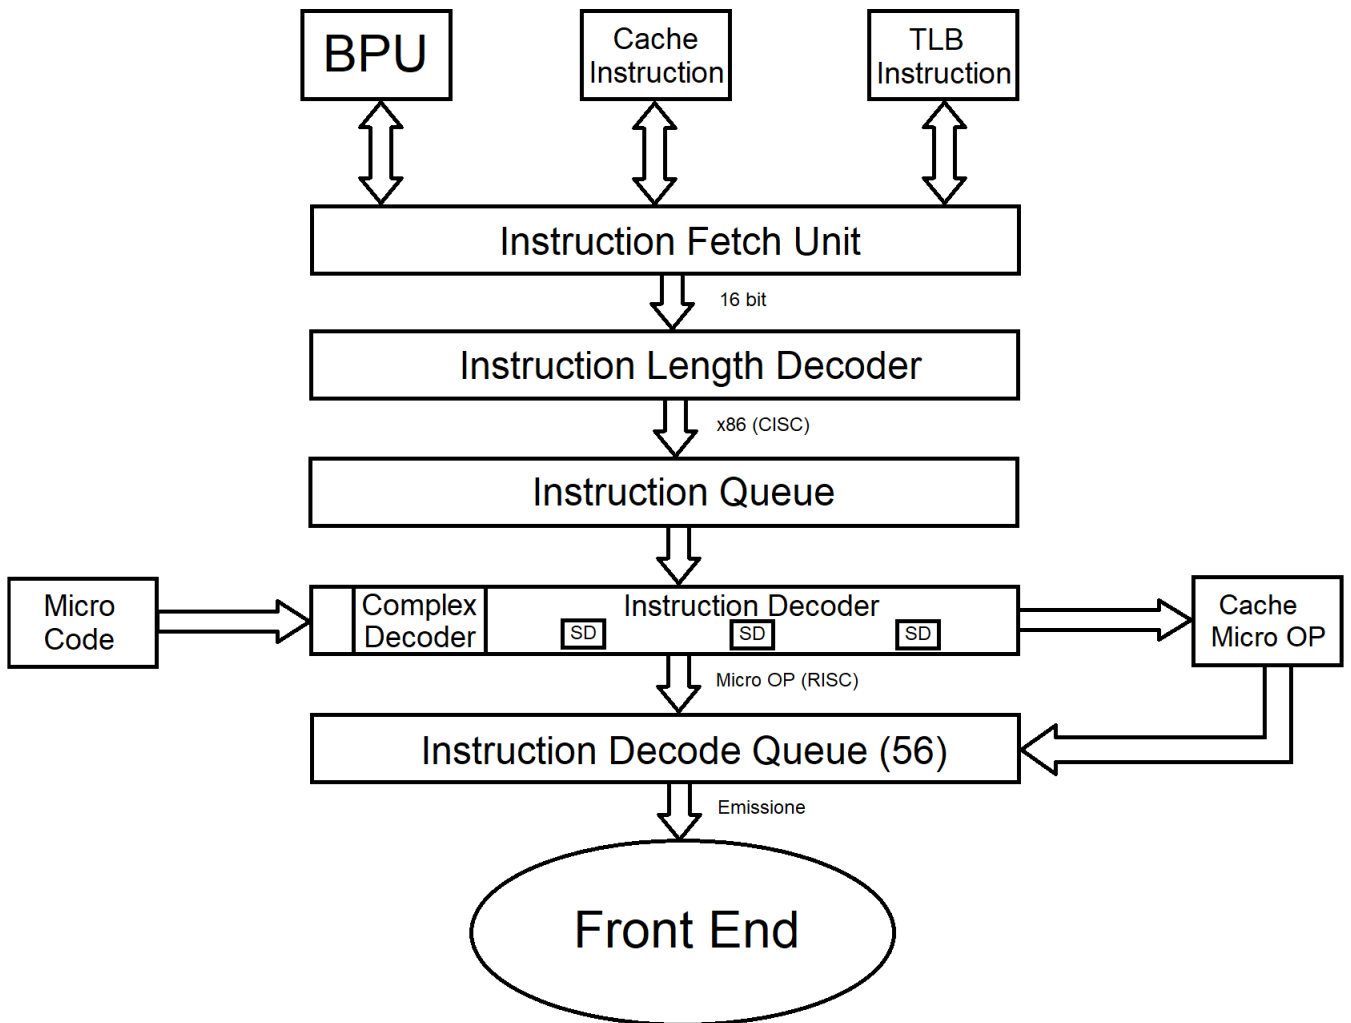 BPU
Cache
Instruction
TLB
Instruction
Instruction Fetch Unit
16 bit
Instruction Length Decoder
x86 (CISC)
Instruction Queue
Micro
Code
Complex
Decoder
Instruction Decoder
SD
SD
SD
Cache
Micro OP
Micro OP (RISC)
Instruction Decode Queue (56)
Emissione
Front End